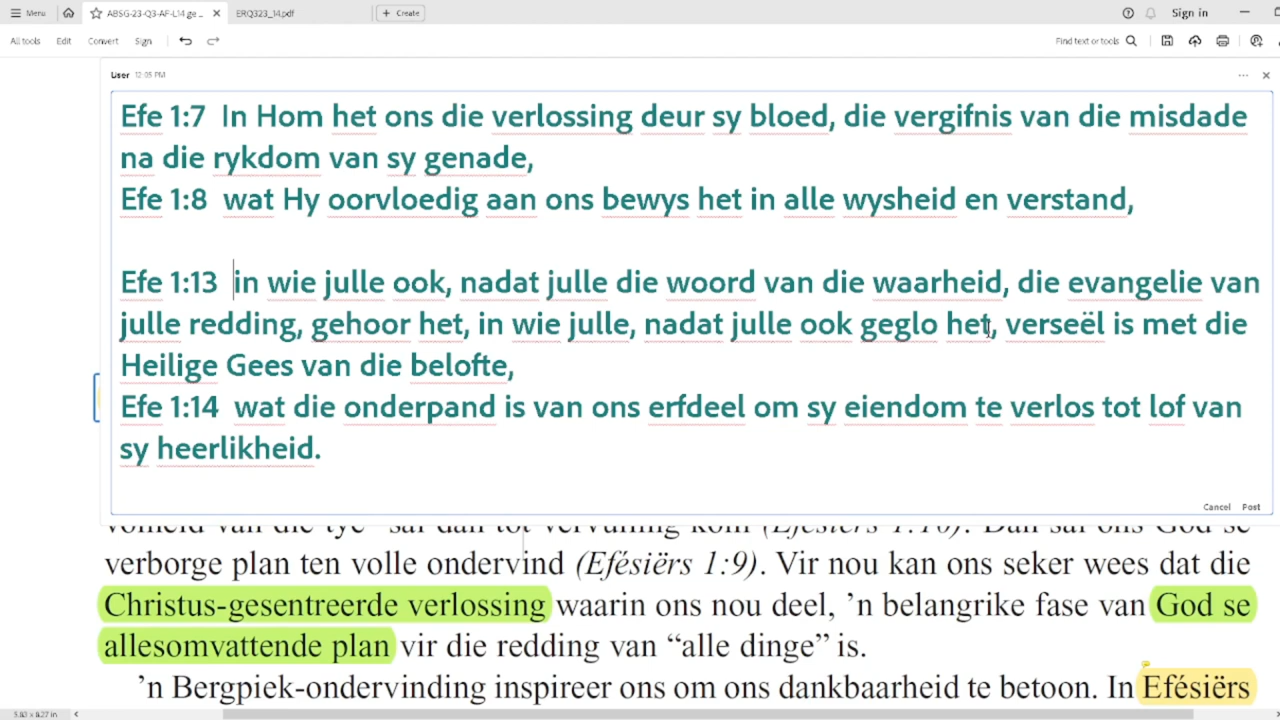 Menu
ABSG-23-Q3-AF-L14 ge ...
ERQ323_14.pdf
+ Create
Sign in
All tools Edit Convert Sign
Find text or tools
User 12:05 PM
Efe 1:7 In Hom het ons die verlossing deur sy bloed, die vergifnis van die misdade
na die rykdom van sy genade,
Efe 1:8 wat Hy oorvloedig aan ons bewys het in alle wysheid en verstand,
Efe 1:13 in wie julle ook, nadat julle die woord van die waarheid, die evangelie van
julle redding, gehoor het, in wie julle, nadat julle ook geglo het, verseël is met die
Heilige Gees van die belofte,
Efe 1:14 wat die onderpand is van ons erfdeel om sy eiendom te verlos tot lof van
sy heerlikheid.
Cancel Post
verborge plan ten volle ondervind (Efésiërs 1:9). Vir nou kan ons seker wees dat die
Christus-gesentreerde verlossing waarin ons nou deel, ’n belangrike fase van God se
allesomvattende plan vir die redding van “alle dinge” is.
’n Bergpiek-ondervinding inspireer ons om ons dankbaarheid te betoon. In Efésiërs